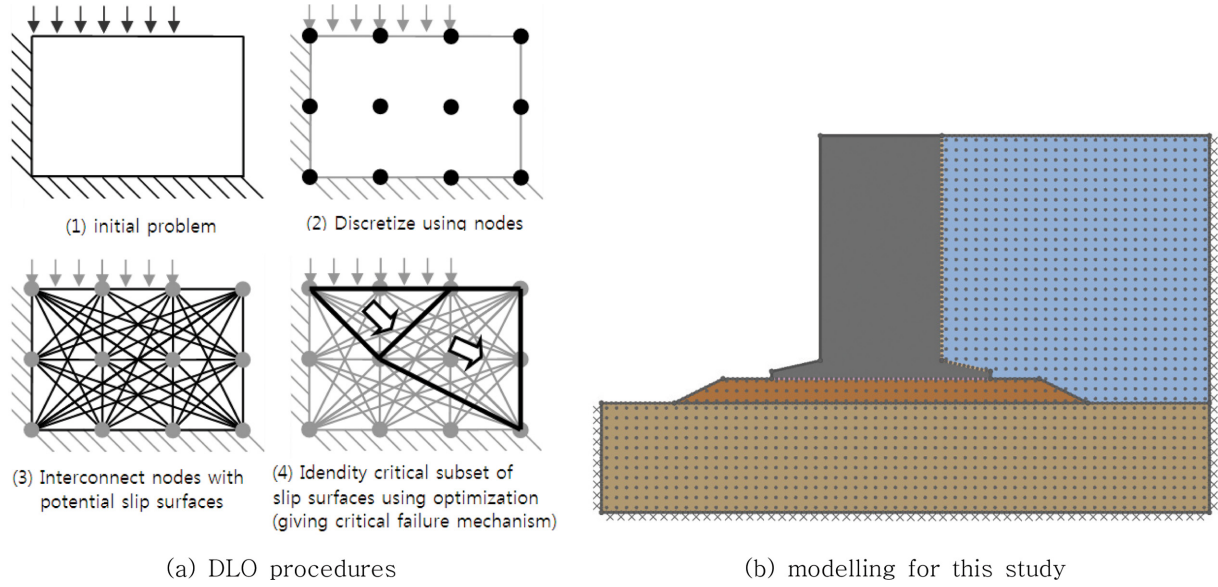 (1) initial problem
(2) Discretize using nodes
(3) Interconnect nodes with
potential slip surfaces
(4) Idendity critical subset of
slip surfaces using optimization
(giving critical failure mechanism)
(a) DLO procedures
(b) modelling for this study